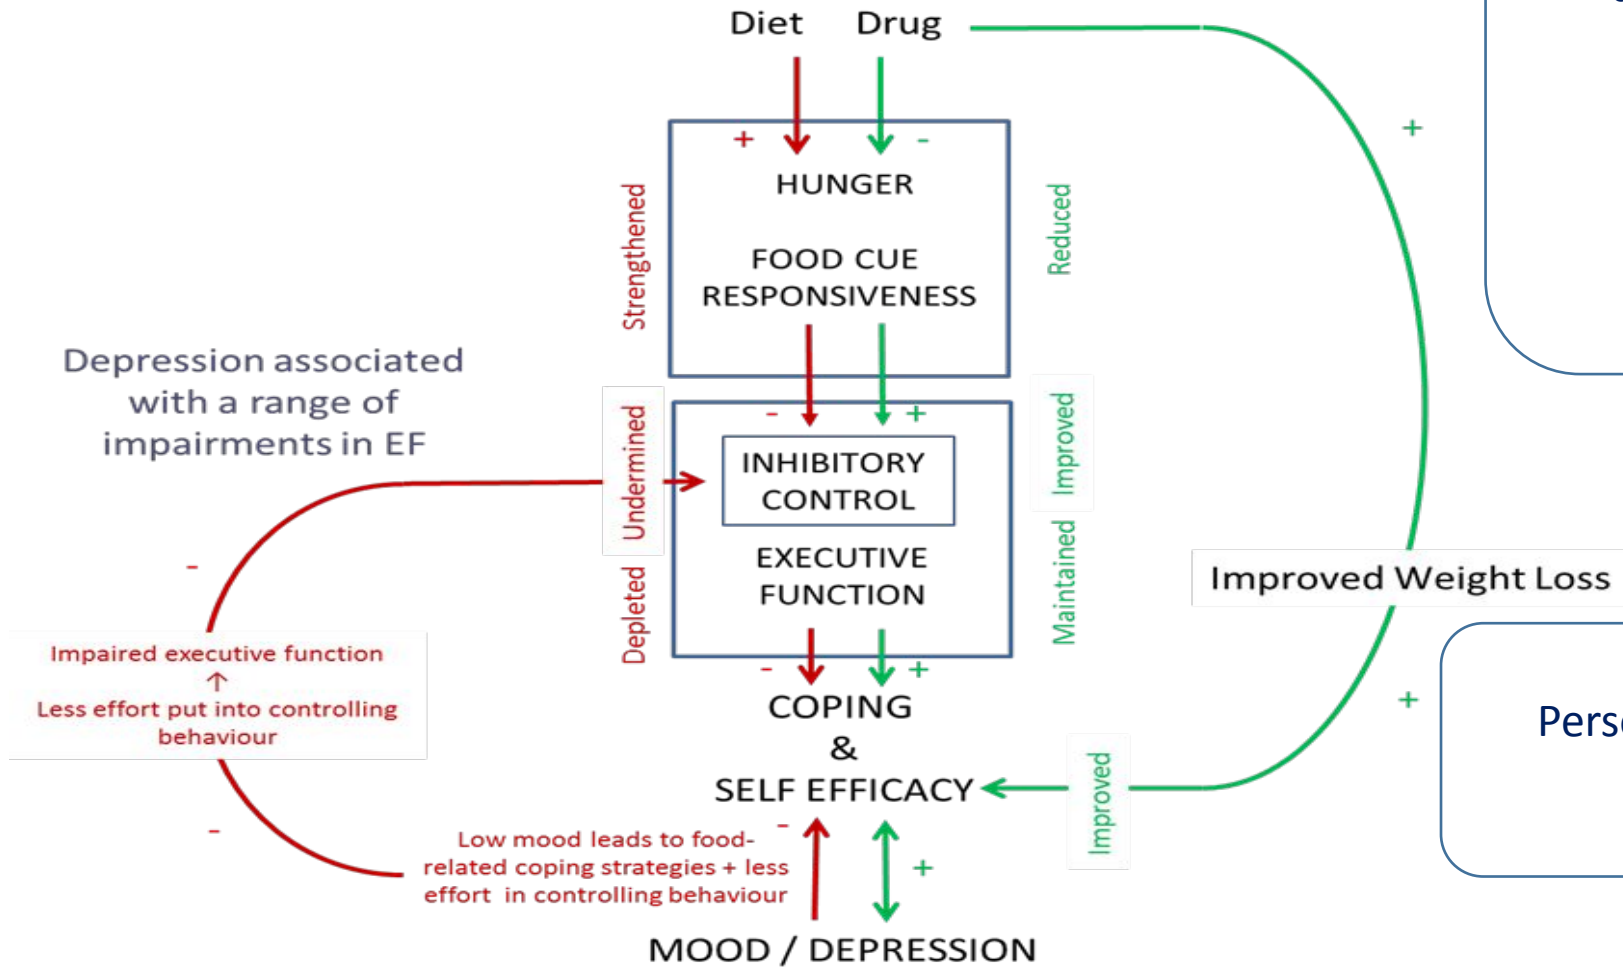 Diet Drug
+
+ -
HUNGER
FOOD CUE
RESPONSIVENESS
Strengthened
Reduced
Depression associated
with a range of
impairments in EF
- +
Undermined
Improved
INHIBITORY
CONTROL
EXECUTIVE
FUNCTION
Depleted
Maintained
-
Improved Weight Loss
Impaired executive function
↑
Less effort put into controlling
behaviour
- +
COPING
&
SELF EFFICACY
+
Improved
-
-
Low mood leads to food-
related coping strategies + less
effort in controlling behaviour
+
MOOD / DEPRESSION